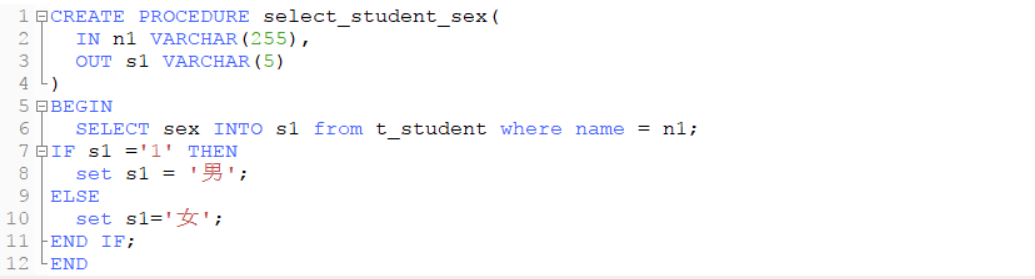 1 CREATE PROCEDURE select_student_sex(
2 IN n1 VARCHAR(255),
3 OUT s1 VARCHAR(5)
4 )
5 BEGIN
6 SELECT sex INTO s1 from t_student where name = n1;
7 IF s1 ='1' THEN
8 set s1 = '男';
9 ELSE
10 set s1='女';
11 END IF;
12 END